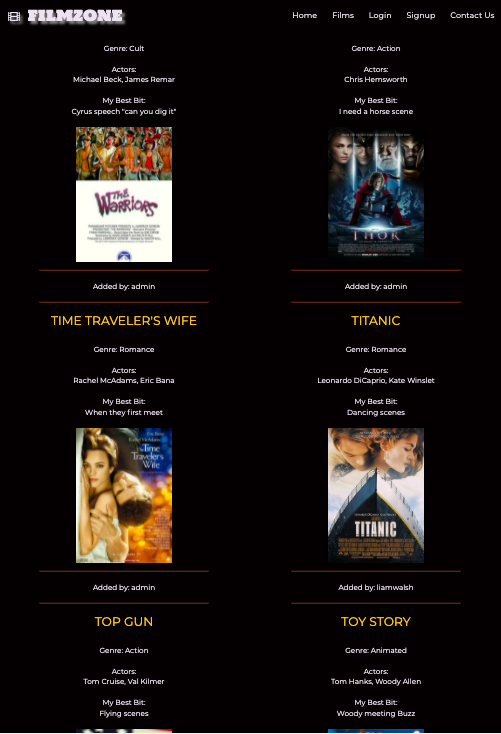 FILMZONE
Home Films Login Signup Contact Us
Genre: Cult
Actors:
Michael Beck, James Remar
My Best Bit:
Cyrus speech "can you dig it"
The Warriors
Added by: admin
Genre: Action
Actors:
Chris Hemsworth
My Best Bit:
I need a horse scene
THOR
Added by: admin
TIME TRAVELER'S WIFE
Genre: Romance
Actors:
Rachel McAdams, Eric Bana
My Best Bit:
When they first meet
Time
Traveler's
Wife
Added by: admin
TITANIC
Genre: Romance
Actors:
Leonardo DiCaprio, Kate Winslet
My Best Bit:
Dancing scenes
TITANIC
Added by: liamwalsh
TOP GUN
Genre: Action
Actors:
Tom Cruise, Val Kilmer
My Best Bit:
Flying scenes
TOY STORY
Genre: Animated
Actors:
Tom Hanks, Woody Allen
My Best Bit:
Woody meeting Buzz